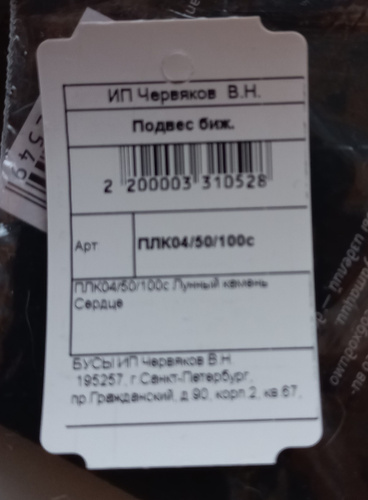 ИП Червяков В.Н.
Подвес биж.
2 200003 310528
Арт ПЛК04/50/100с
ПЛК04/50/100с Лунный камень
Сердце
БУСЫ ИП Червяков В.Н.
195257, г.Санкт-Петербург,
пр.Гражданский, д.90, корп.2, кв.67,